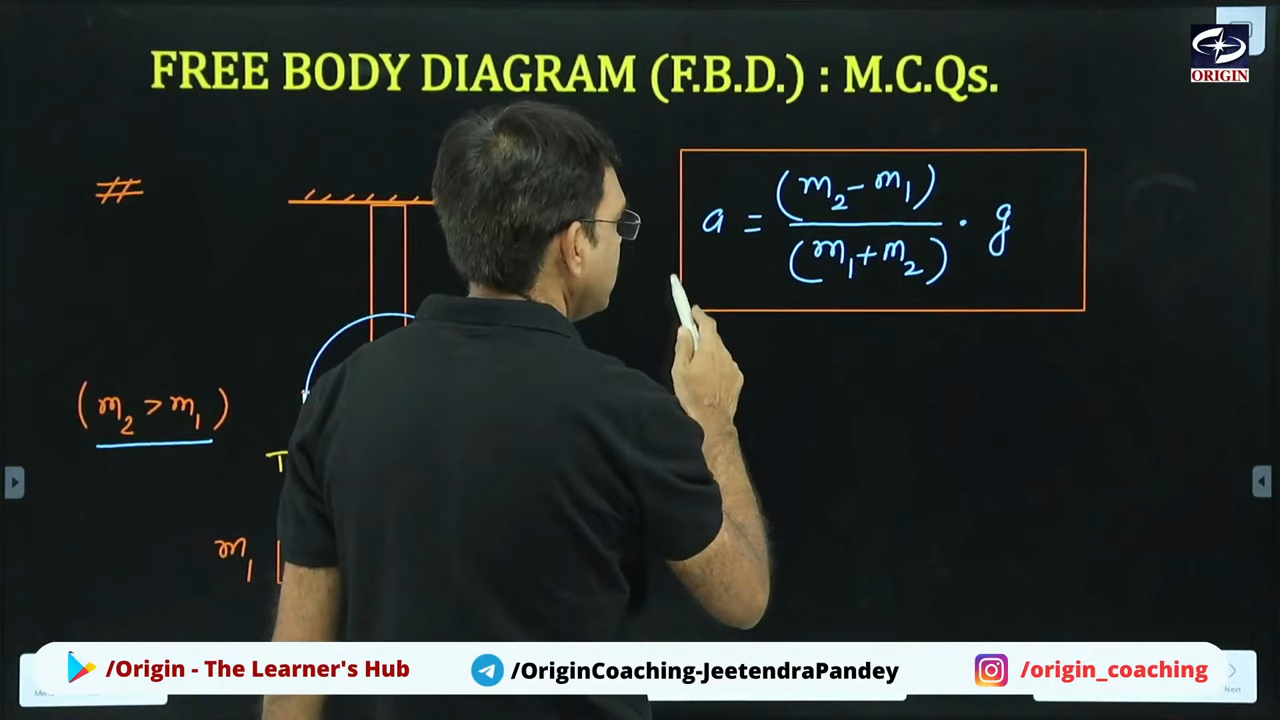 FREE BODY DIAGRAM (F.B.D.) : M.C.Qs.
ORIGIN
#
a = (m₂ - m₁) / (m₁ + m₂) · g
(m₂ > m₁)
T
m₁
/Origin - The Learner's Hub
/OriginCoaching-JeetendraPandey
/origin_coaching
Next